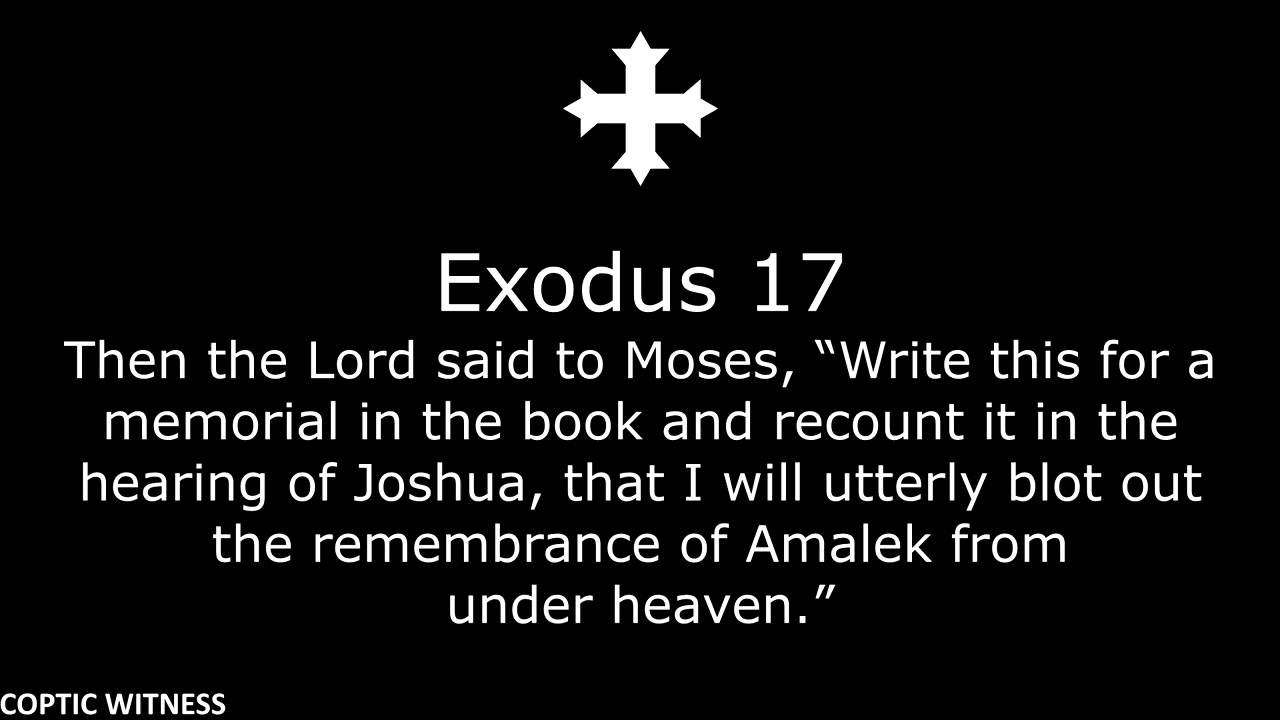 Exodus 17
Then the Lord said to Moses, “Write this for a
memorial in the book and recount it in the
hearing of Joshua, that I will utterly blot out
the remembrance of Amalek from
under heaven.”
COPTIC WITNESS